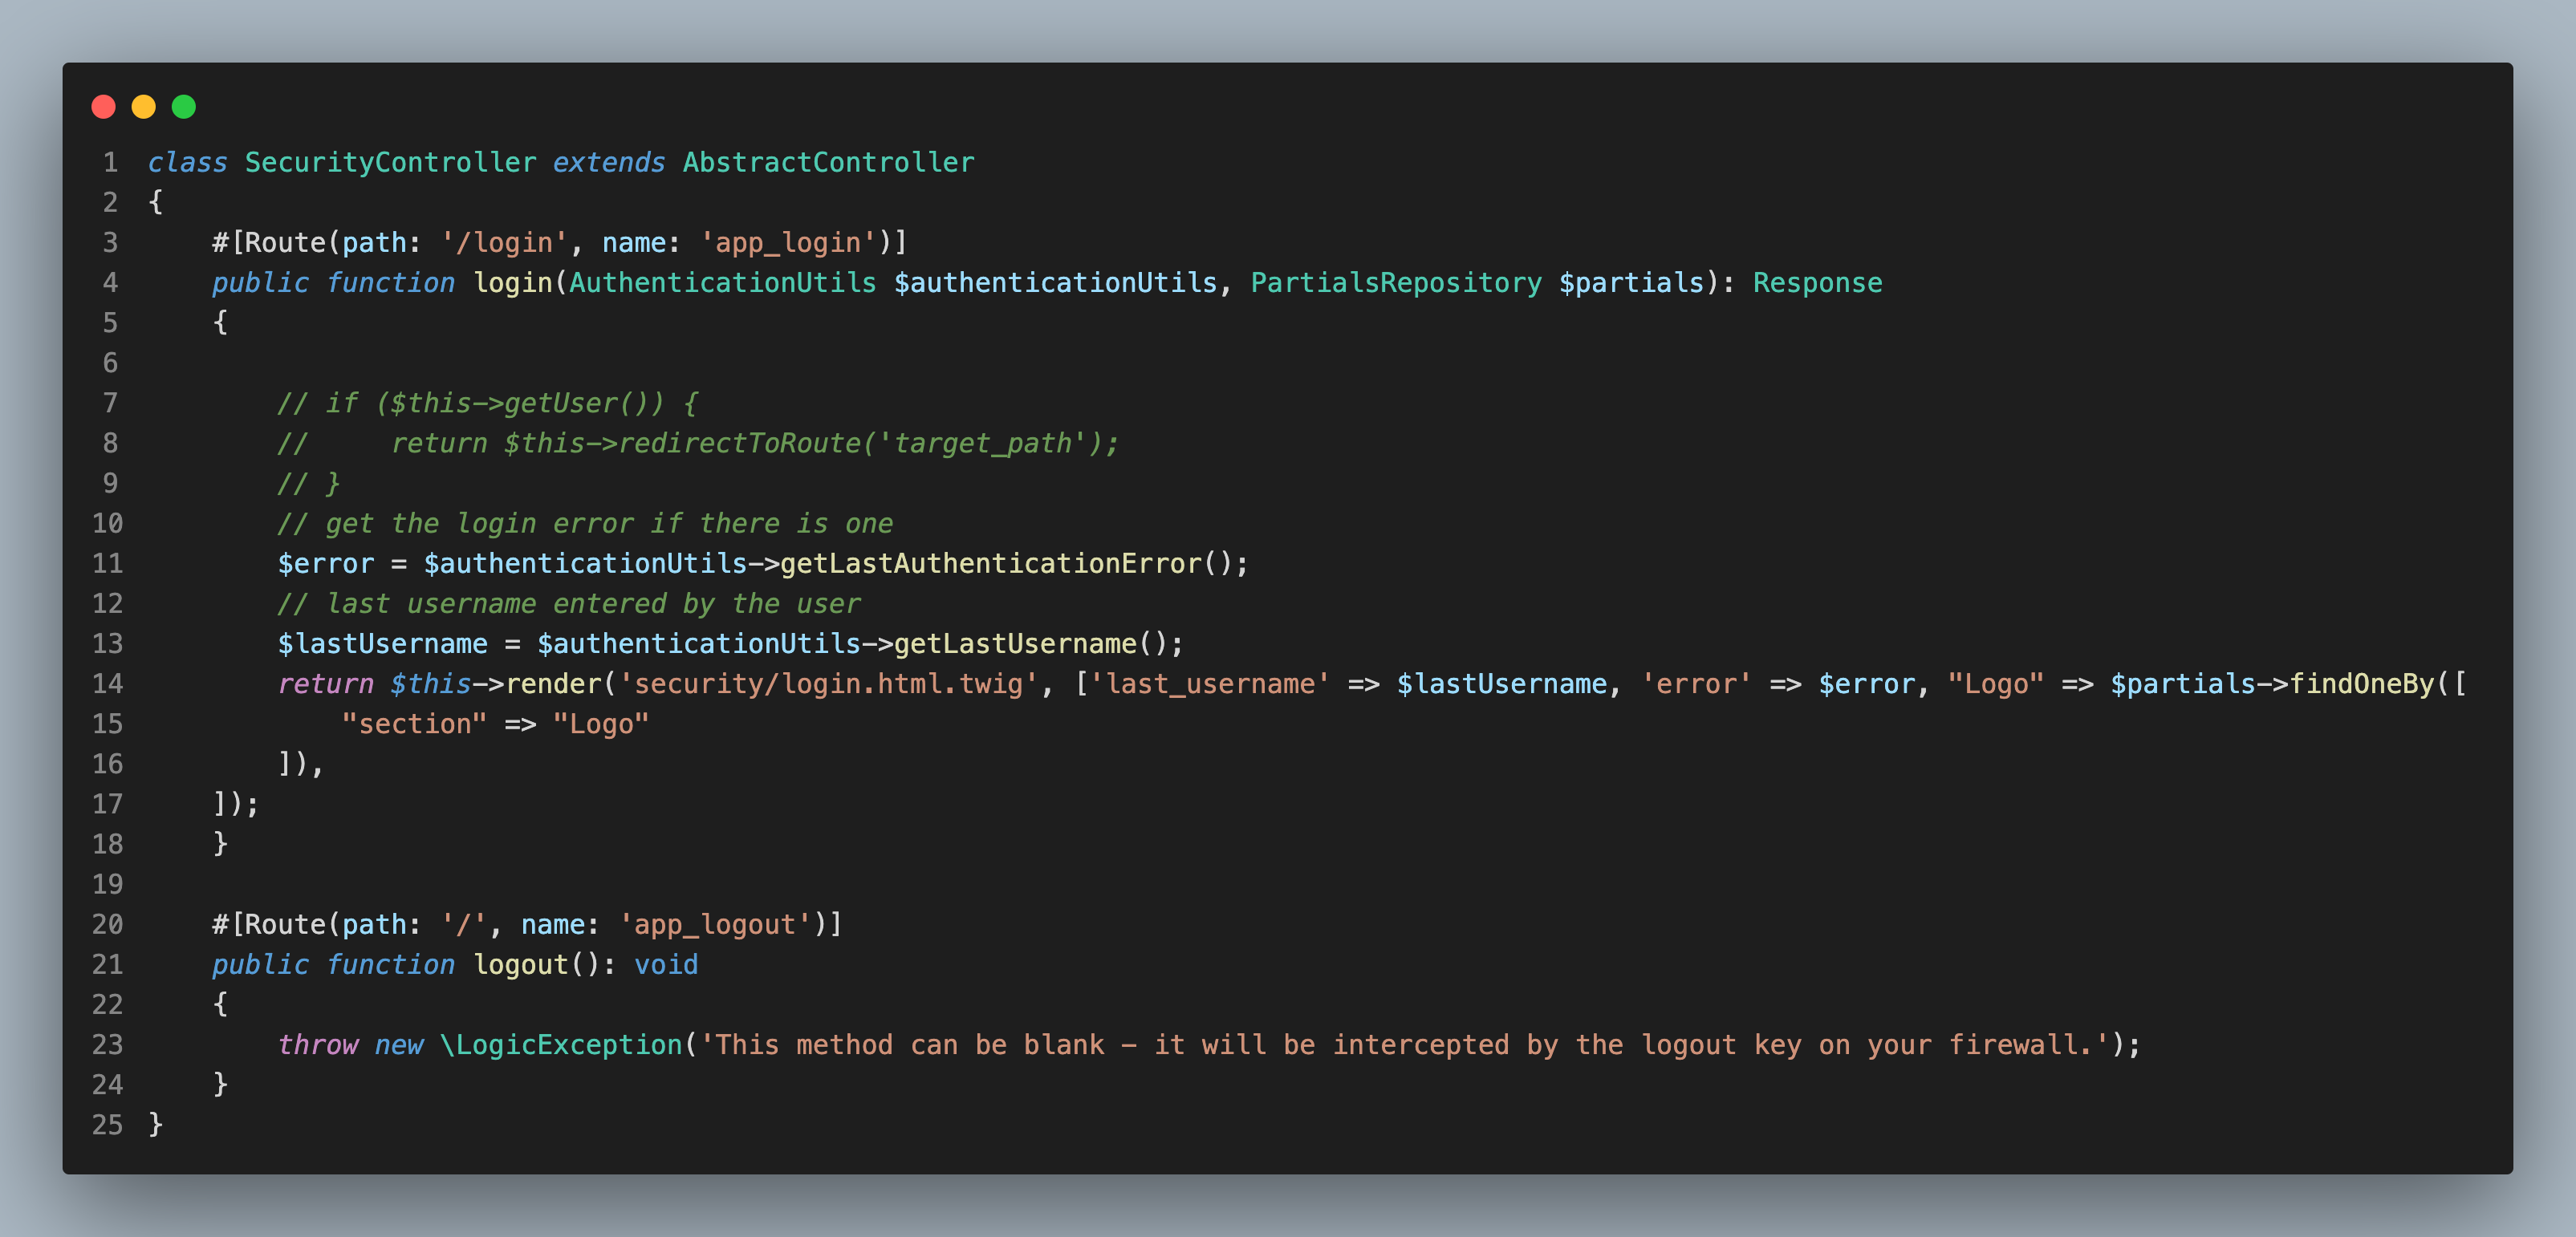 1 class SecurityController extends AbstractController
2 {
3     #[Route(path: '/login', name: 'app_login')]
4     public function login(AuthenticationUtils $authenticationUtils, PartialsRepository $partials): Response
5     {
6
7         // if ($this->getUser()) {
8         //     return $this->redirectToRoute('target_path');
9         // }
10         // get the login error if there is one
11         $error = $authenticationUtils->getLastAuthenticationError();
12         // last username entered by the user
13         $lastUsername = $authenticationUtils->getLastUsername();
14         return $this->render('security/login.html.twig', ['last_username' => $lastUsername, 'error' => $error, "Logo" => $partials->findOneBy([
15             "section" => "Logo"
16         ]),
17     ]);
18     }
19
20     #[Route(path: '/', name: 'app_logout')]
21     public function logout(): void
22     {
23         throw new \LogicException('This method can be blank - it will be intercepted by the logout key on your firewall.');
24     }
25 }